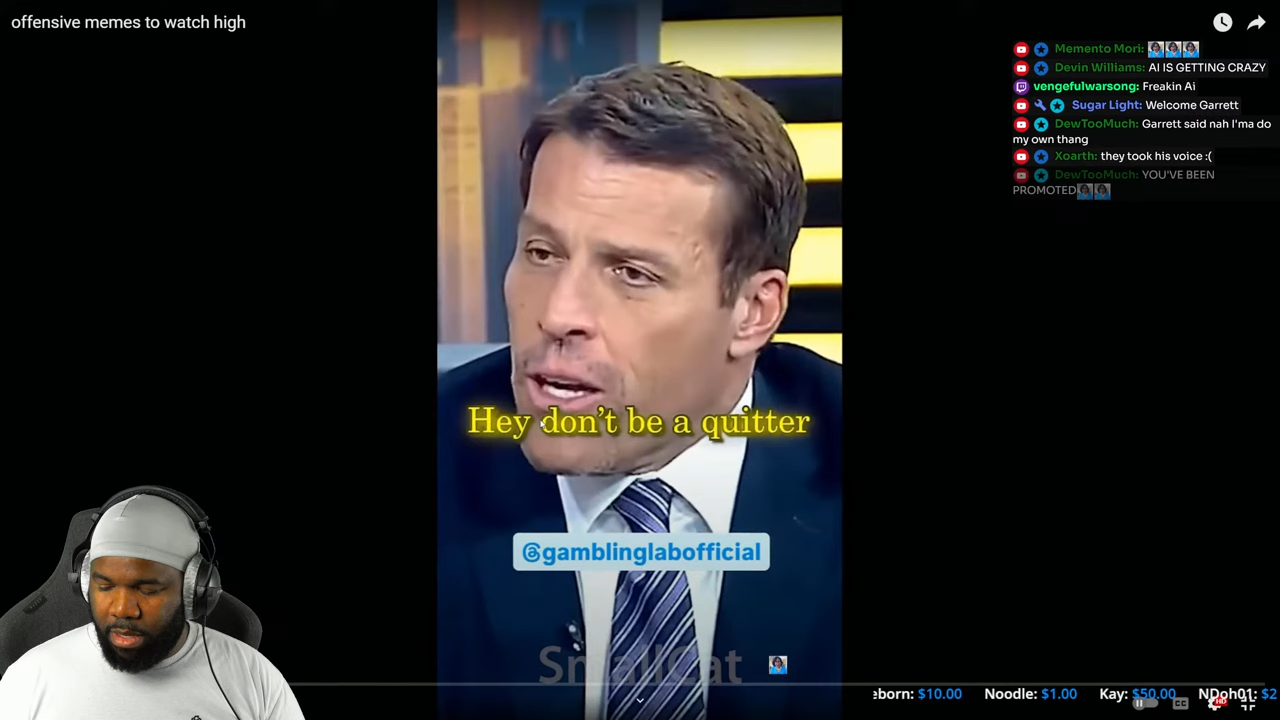 offensive memes to watch high
Memento Mori:
Devin Williams: AI IS GETTING CRAZY
vengefulwarsong: Freakin Ai
Sugar Light: Welcome Garrett
DewTooMuch: Garrett said nah I'ma do
my own thang
Xoarth: they took his voice :(
DewTooMuch: YOU'VE BEEN
PROMOTED
Hey don't be a quitter
@gamblinglabofficial
SmallCat
eborn: $10.00 Noodle: $1.00 Kay: $50.00 NDoh01: $2
CC HD